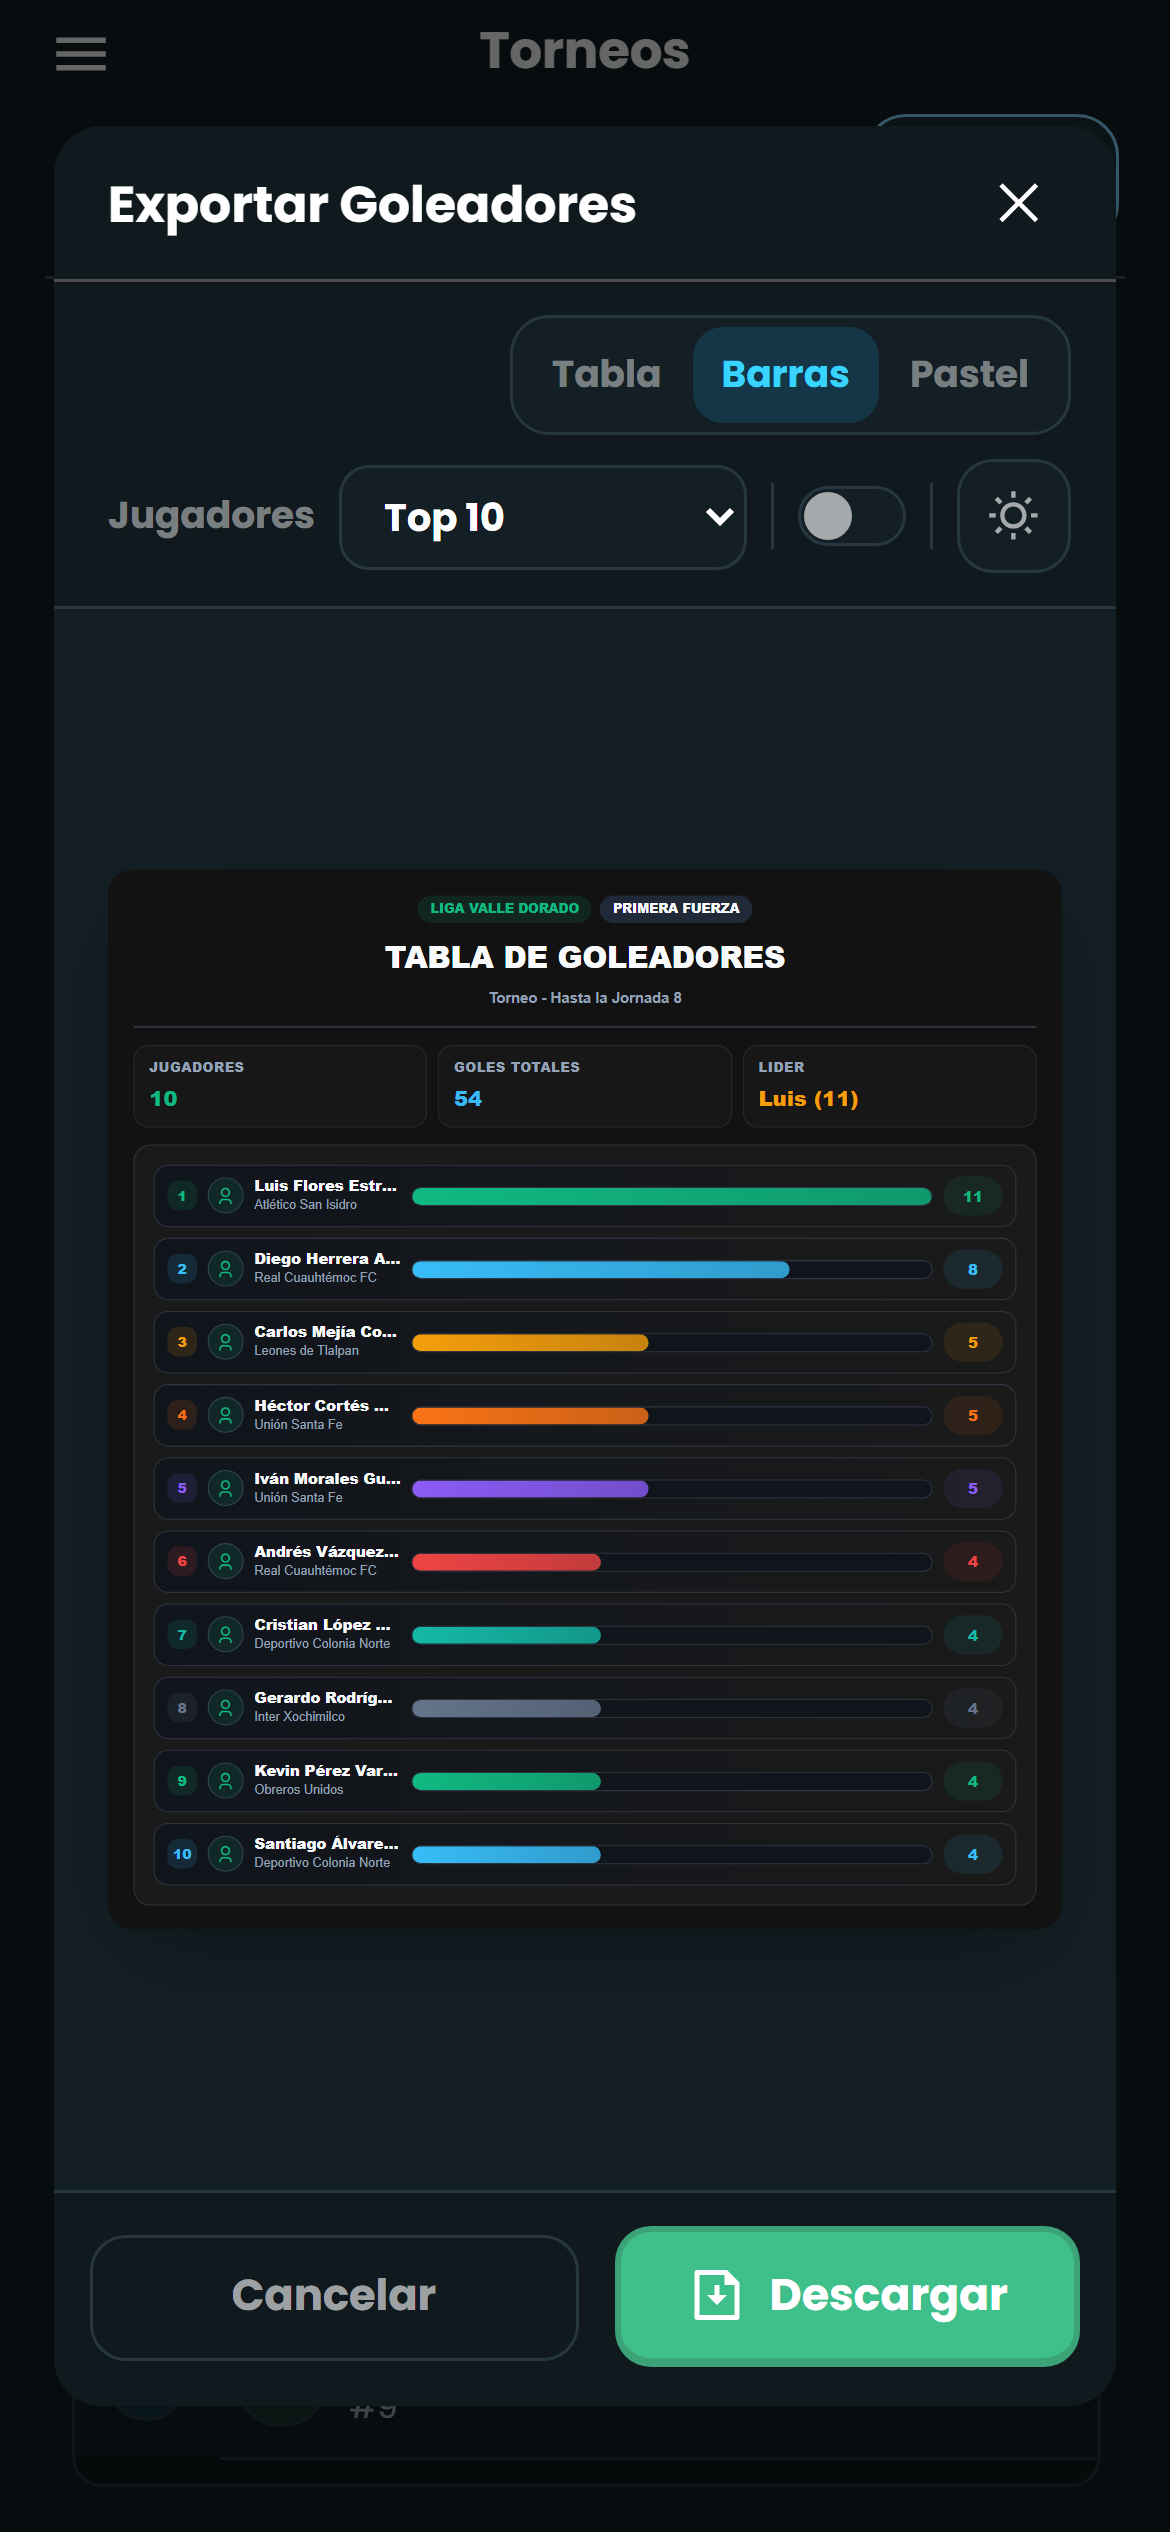 Torneos
Exportar Goleadores
Tabla Barras Pastel
Jugadores Top 10
LIGA VALLE DORADO PRIMERA FUERZA
TABLA DE GOLEADORES
Torneo - Hasta la Jornada 8
JUGADORES GOLES TOTALES LIDER
10 54 Luis (11)
1 Luis Flores Estr... 11
Atlético San Isidro
2 Diego Herrera A... 8
Real Cuauhtémoc FC
3 Carlos Mejía Co... 5
Leones de Tlalpan
4 Héctor Cortés ... 5
Unión Santa Fe
5 Iván Morales Gu... 5
Unión Santa Fe
6 Andrés Vázquez... 4
Real Cuauhtémoc FC
7 Cristian López ... 4
Deportivo Colonia Norte
8 Gerardo Rodríg... 4
Inter Xochimilco
9 Kevin Pérez Var... 4
Obreros Unidos
10 Santiago Álvare... 4
Deportivo Colonia Norte
Cancelar Descargar
#9